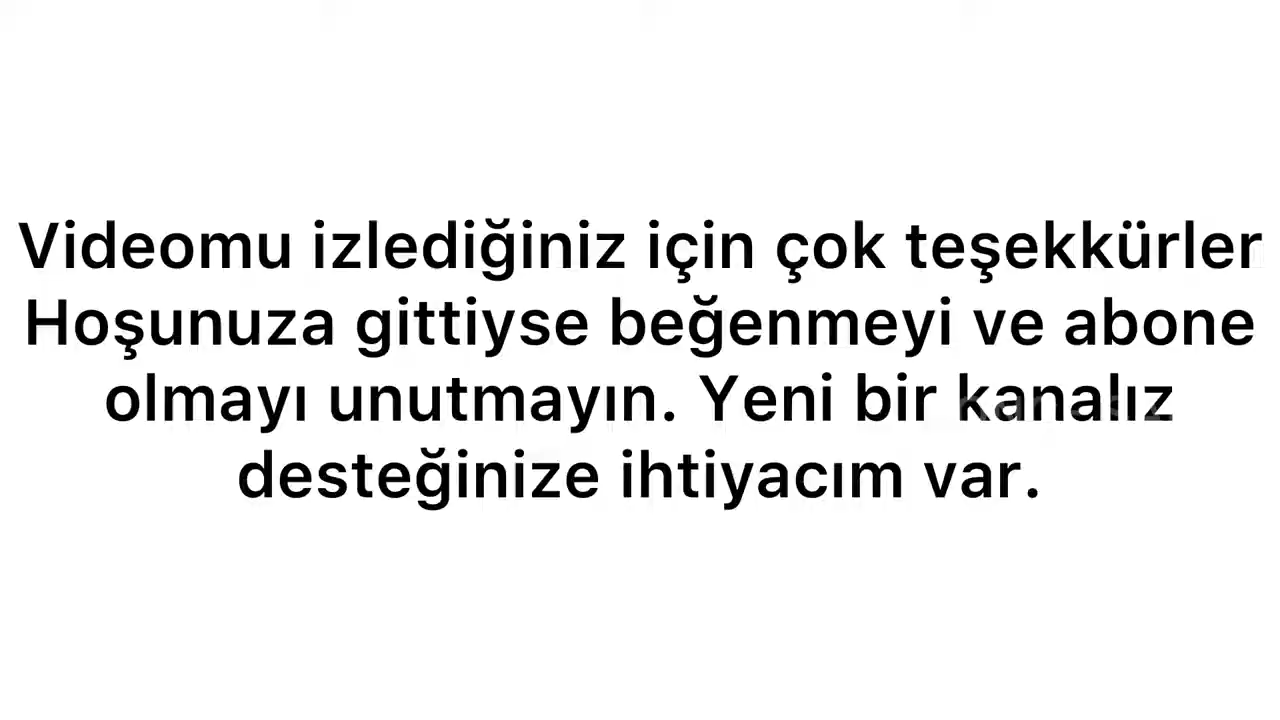 Videomu izlediğiniz için çok teşekkürler
Hoşunuza gittiyse beğenmeyi ve abone
olmayı unutmayın. Yeni bir kanalız
desteğinize ihtiyacım var.